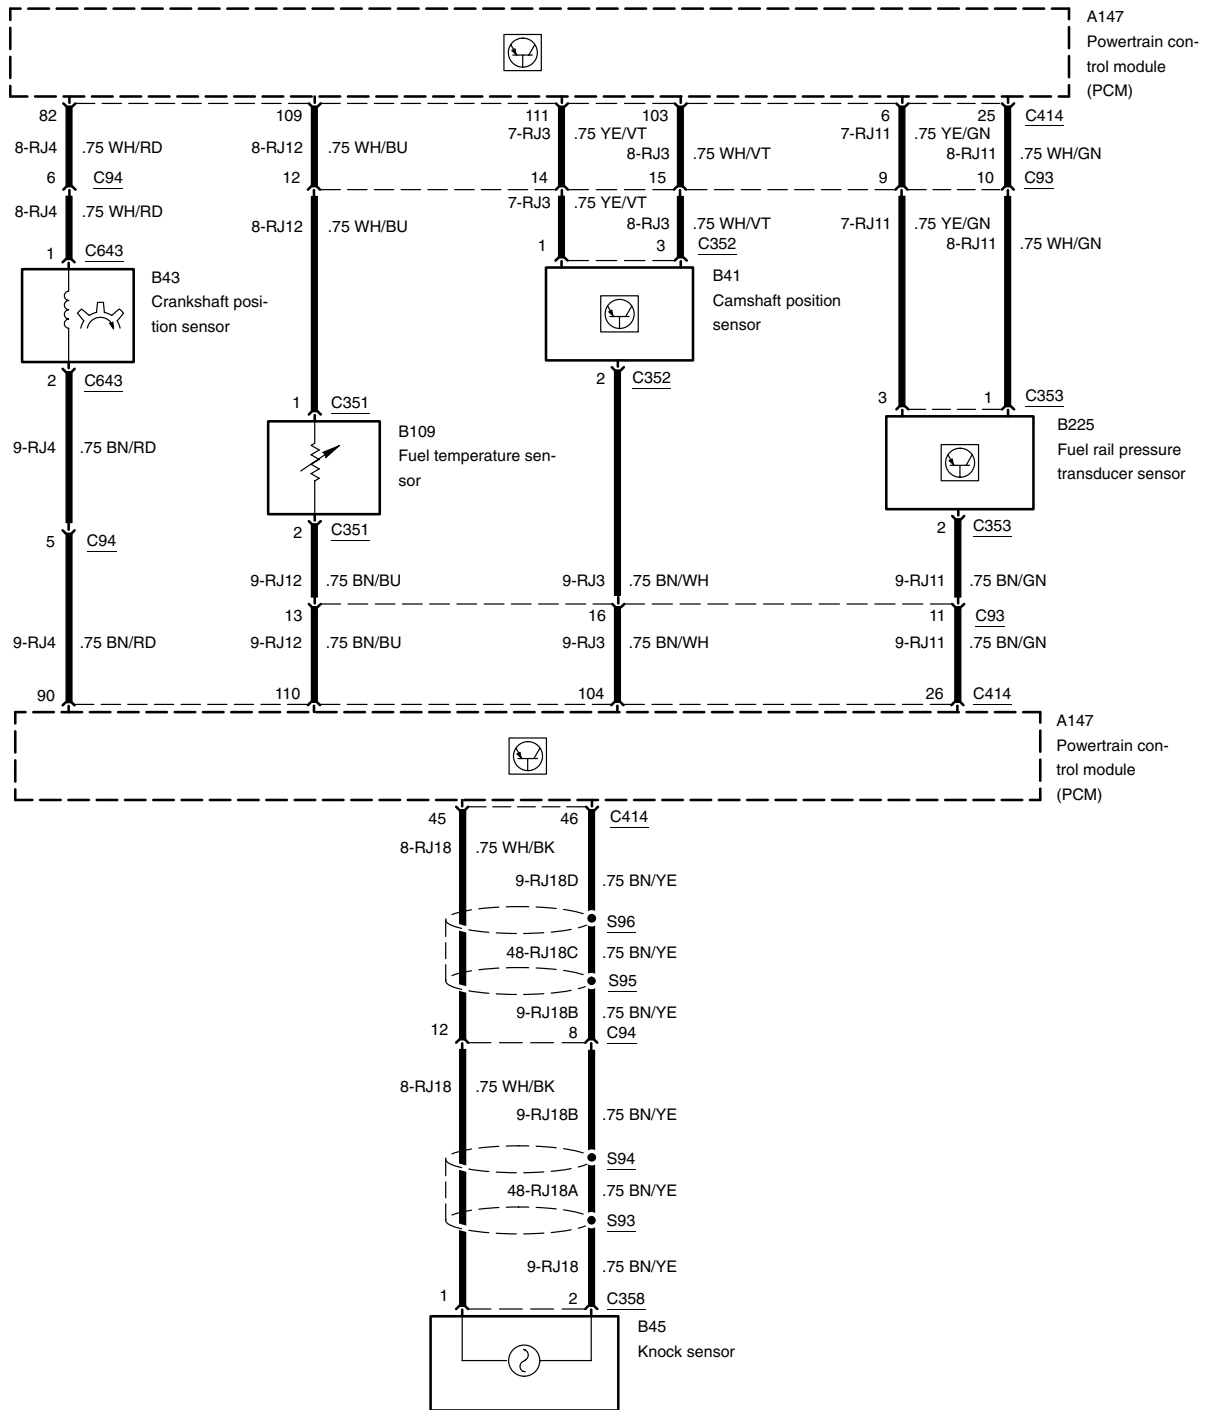 A147
Powertrain con-
trol module
(PCM)
82 109 111 103 6 25 C414
7-RJ3 .75 YE/VT 7-RJ11 .75 YE/GN
8-RJ4 .75 WH/RD 8-RJ12 .75 WH/BU 8-RJ3 .75 WH/VT 8-RJ11 .75 WH/GN
6 C94 12 14 15 9 10 C93
8-RJ4 .75 WH/RD 7-RJ3 .75 YE/VT
8-RJ12 .75 WH/BU 8-RJ3 .75 WH/VT 7-RJ11 .75 YE/GN
8-RJ11 .75 WH/GN
1 C643 1 3 C352
B43
Crankshaft posi-
tion sensor
B41
Camshaft position
sensor
2 C643 2 C352
1 C351 3 1 C353
B109
Fuel temperature sen-
sor
B225
Fuel rail pressure
transducer sensor
9-RJ4 .75 BN/RD
5 C94 2 C351 2 C353
9-RJ12 .75 BN/BU 9-RJ3 .75 BN/WH 9-RJ11 .75 BN/GN
13 16 11 C93
9-RJ4 .75 BN/RD 9-RJ12 .75 BN/BU 9-RJ3 .75 BN/WH 9-RJ11 .75 BN/GN
90 110 104 26 C414
A147
Powertrain con-
trol module
(PCM)
45 46 C414
8-RJ18 .75 WH/BK
9-RJ18D .75 BN/YE
S96
48-RJ18C .75 BN/YE
S95
9-RJ18B .75 BN/YE
12 8 C94
8-RJ18 .75 WH/BK
9-RJ18B .75 BN/YE
S94
48-RJ18A .75 BN/YE
S93
9-RJ18 .75 BN/YE
1 2 C358
B45
Knock sensor